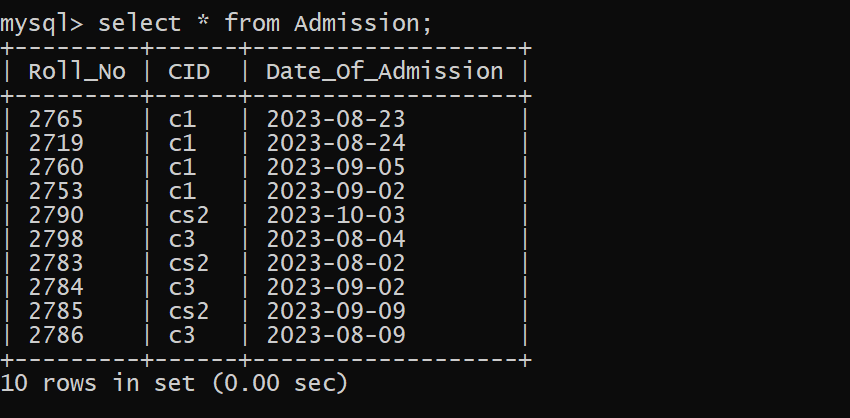 mysql> select * from Admission;
+---------+------+-------------------+
| Roll_No | CID  | Date_Of_Admission |
+---------+------+-------------------+
| 2765    | c1   | 2023-08-23        |
| 2719    | c1   | 2023-08-24        |
| 2760    | c1   | 2023-09-05        |
| 2753    | c1   | 2023-09-02        |
| 2790    | cs2  | 2023-10-03        |
| 2798    | c3   | 2023-08-04        |
| 2783    | cs2  | 2023-08-02        |
| 2784    | c3   | 2023-09-02        |
| 2785    | cs2  | 2023-09-09        |
| 2786    | c3   | 2023-08-09        |
+---------+------+-------------------+
10 rows in set (0.00 sec)